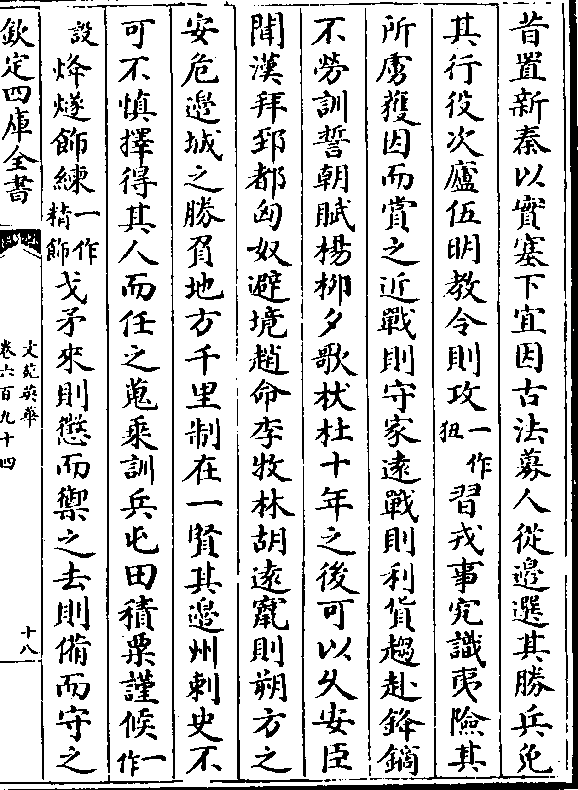 昔置新秦以實塞下宜因古法募人從邊選其勝兵免
其行役次廬伍明教令則攻一作狃習戎事究識夷險其
所虜獲因而賞之近戰則守家遠戰則利貨趨赴鋒鏑
不勞訓誓朝賦楊栁夕歌杕杜十年之後可以久安臣
聞漢拜郅都匈奴避境趙命李牧林胡遠竄則朔方之
安危邊城之勝負地方千里制在一賢其邊州刺史不
可不慎擇得其人而任之蒐乘訓兵屯田積粟謹候一作
設烽燧飾練一作精飾戈矛來則懲而禦之去則備而守之
欽定四庫全書
文苑英華
卷六百九十四
十八